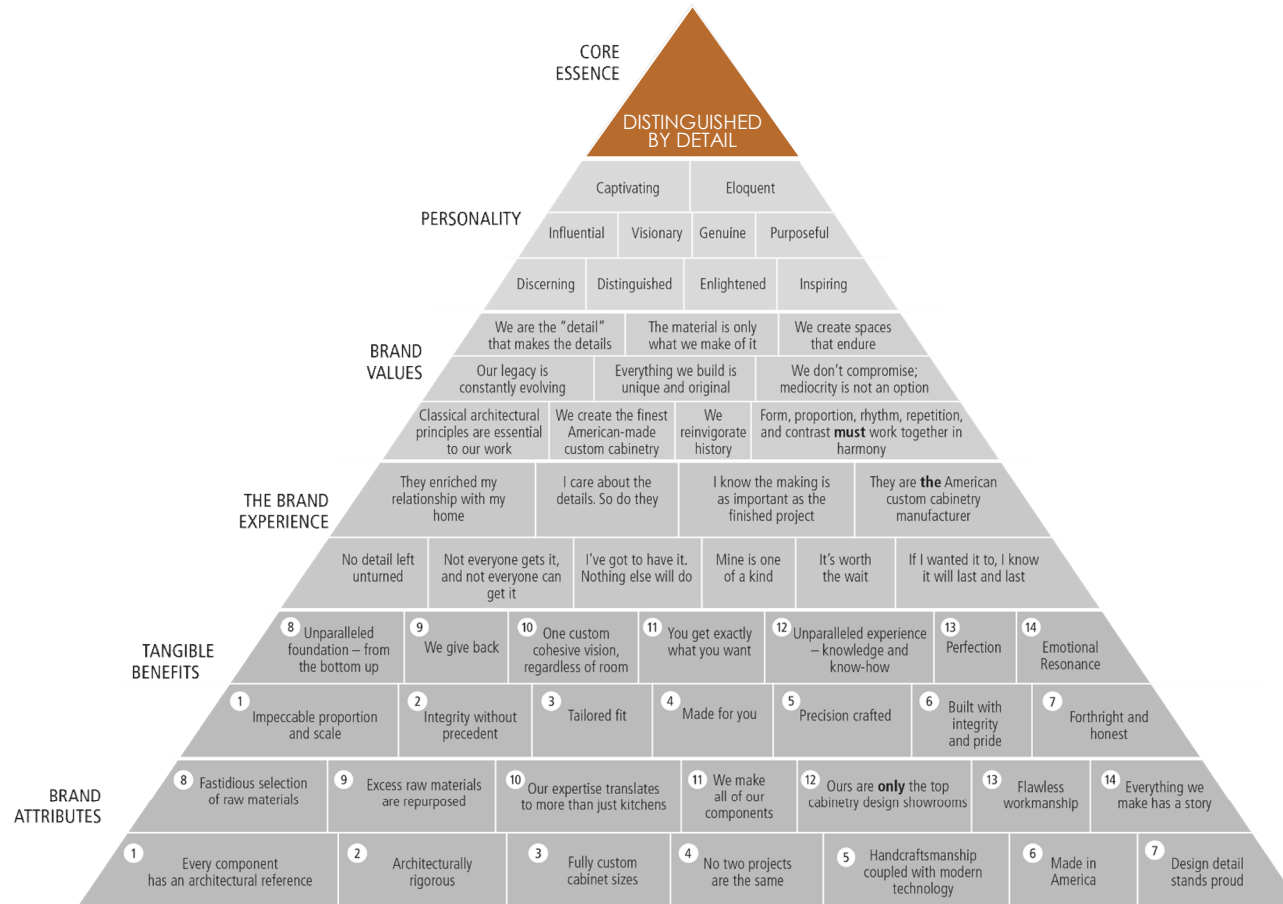 CORE
ESSENCE
DISTINGUISHED
BY DETAIL
PERSONALITY
Captivating
Eloquent
Influential
Visionary
Genuine
Purposeful
Discerning
Distinguished
Enlightened
Inspiring
BRAND
VALUES
We are the “detail”
that makes the details
The material is only
what we make of it
We create spaces
that endure
Our legacy is
constantly evolving
Everything we build is
unique and original
We don’t compromise;
mediocrity is not an option
Classical architectural
principles are essential
to our work
We create the finest
American-made
custom cabinetry
We
reinvigorate
history
Form, proportion, rhythm, repetition,
and contrast must work together in
harmony
THE BRAND
EXPERIENCE
They enriched my
relationship with my
home
I care about the
details. So do they
I know the making is
as important as the
finished project
They are the American
custom cabinetry
manufacturer
No detail left
unturned
Not everyone gets it,
and not everyone can
get it
I’ve got to have it.
Nothing else will do
Mine is one
of a kind
It’s worth
the wait
If I wanted it to, I know
it will last and last
TANGIBLE
BENEFITS
8 Unparalleled
foundation – from
the bottom up
9
We give back
10
One custom
cohesive vision,
regardless of room
11 You get exactly
what you want
12 Unparalleled experience
– knowledge and
know-how
13
Perfection
14
Emotional
Resonance
1
Impeccable proportion
and scale
2
Integrity without
precedent
3
Tailored fit
4
Made for you
5
Precision crafted
6 Built with
integrity
and pride
7
Forthright and
honest
BRAND
ATTRIBUTES
8 Fastidious selection
of raw materials
9 Excess raw materials
are repurposed
10 Our expertise translates
to more than just kitchens
11 We make
all of our
components
12 Ours are only the top
cabinetry design showrooms
13 Flawless
workmanship
14 Everything we
make has a story
1
Every component
has an architectural reference
2
Architecturally
rigorous
3
Fully custom
cabinet sizes
4
No two projects
are the same
5 Handcraftsmanship
coupled with modern
technology
6
Made in
America
7
Design detail
stands proud